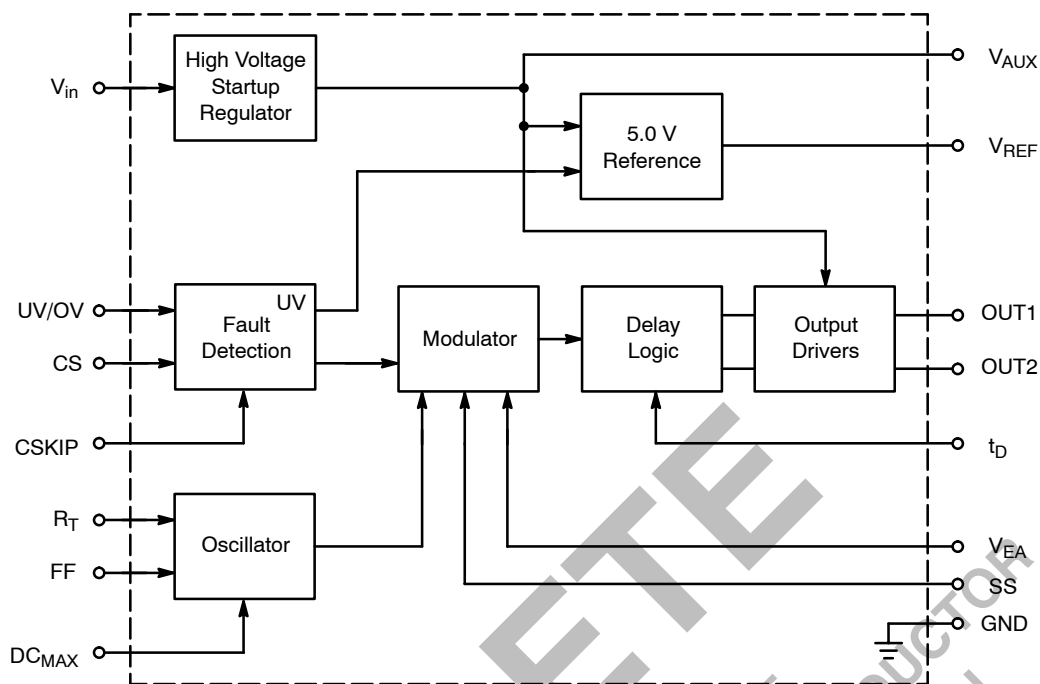 V_in
High Voltage
Startup
Regulator
V_AUX
5.0 V
Reference
V_REF
UV/OV
CS
CSKIP
UV
Fault
Detection
Modulator
Delay
Logic
Output
Drivers
OUT1
OUT2
t_D
R_T
FF
DC_MAX
Oscillator
V_EA
SS
GND
ETE